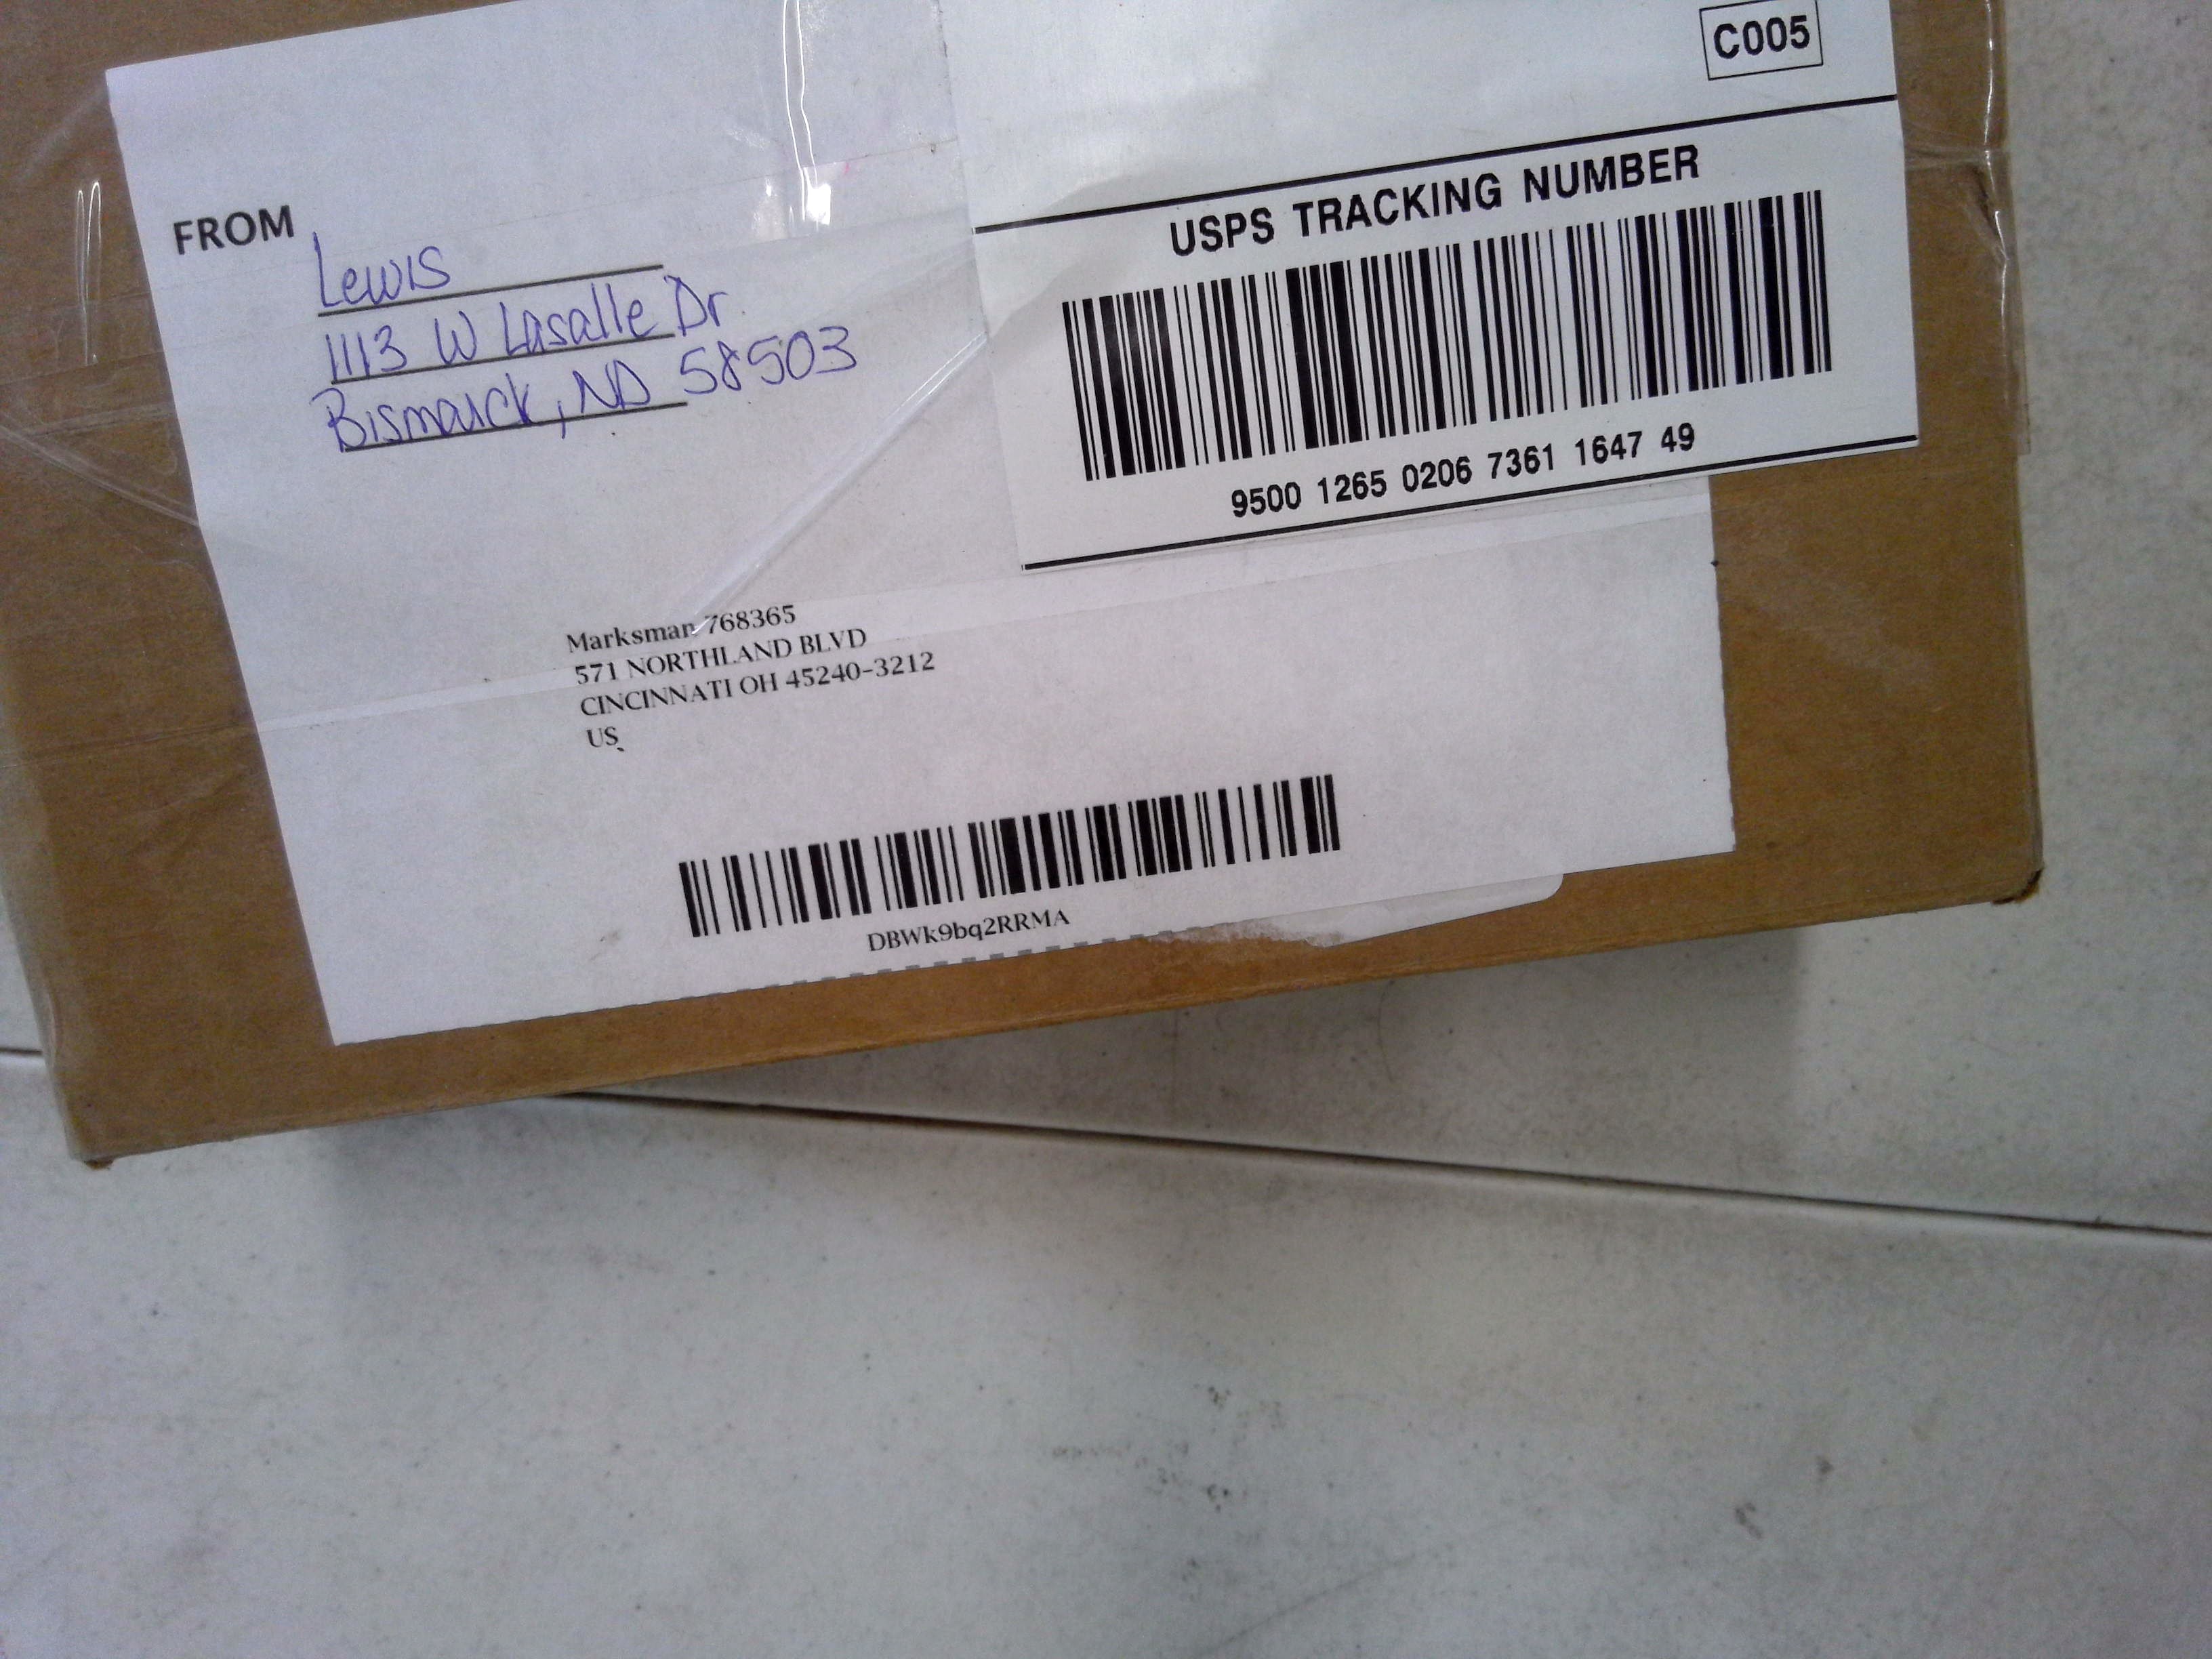 C005
FROM
Lewis
1113 W Lasalle Dr
Bismarck, ND 58503
USPS TRACKING NUMBER
9500 1265 0206 7361 1647 49
Marksman 768365
571 NORTHLAND BLVD
CINCINNATI OH 45240-3212
US
DBWk9bq2RRMA